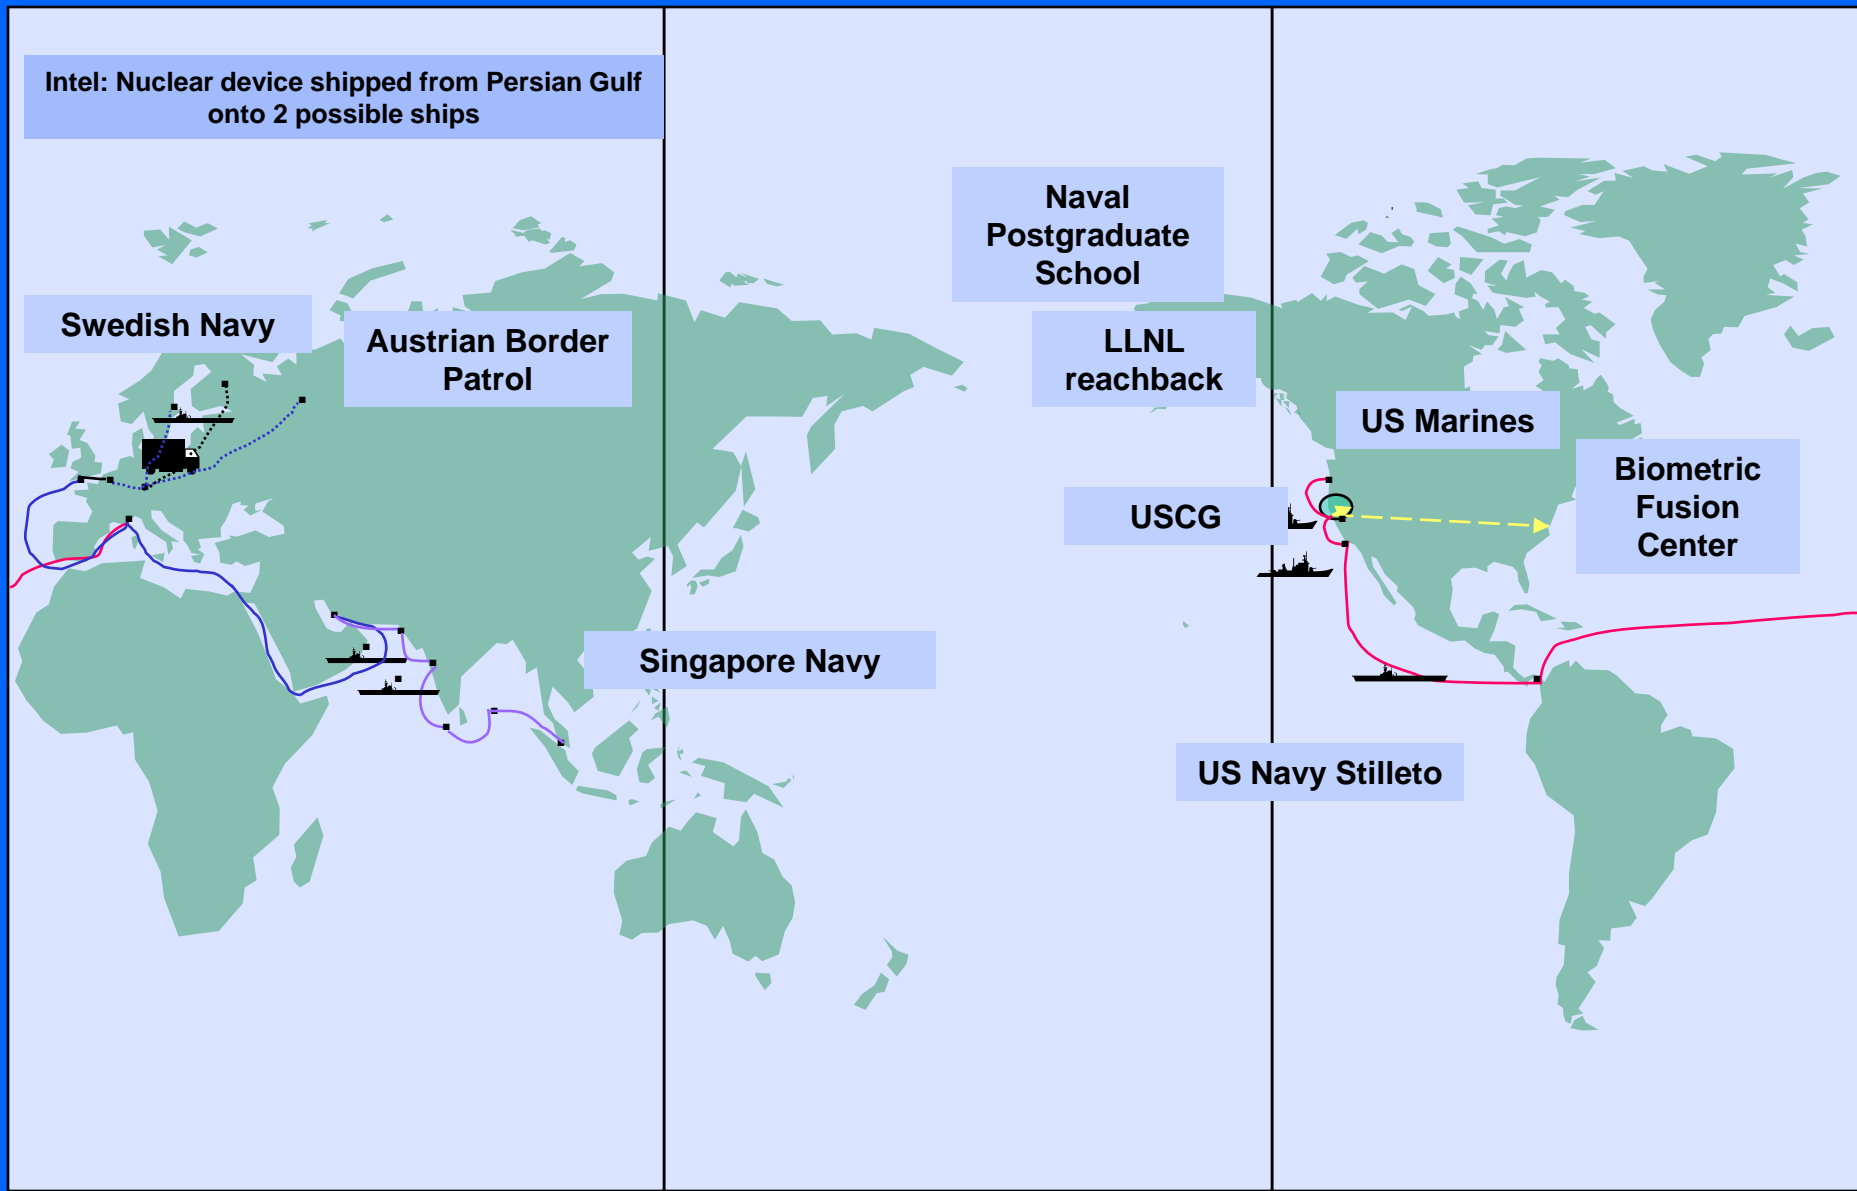 Intel: Nuclear device shipped from Persian Gulf
onto 2 possible ships
Naval
Postgraduate
School
Swedish Navy
Austrian Border
Patrol
LLNL
reachback
US Marines
Biometric
Fusion
Center
USCG
Singapore Navy
US Navy Stilleto